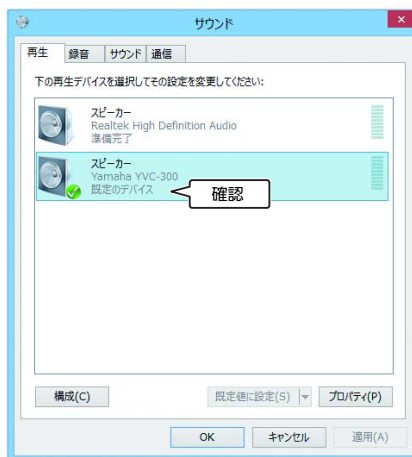 サウンド
再生 録音 サウンド 通信
下の再生デバイスを選択してその設定を変更してください:
スピーカー
Realtek High Definition Audio
準備完了
スピーカー
Yamaha YVC-300
既定のデバイス
確認
構成(C) 既定値に設定(S) プロパティ(P)
OK キャンセル 適用(A)